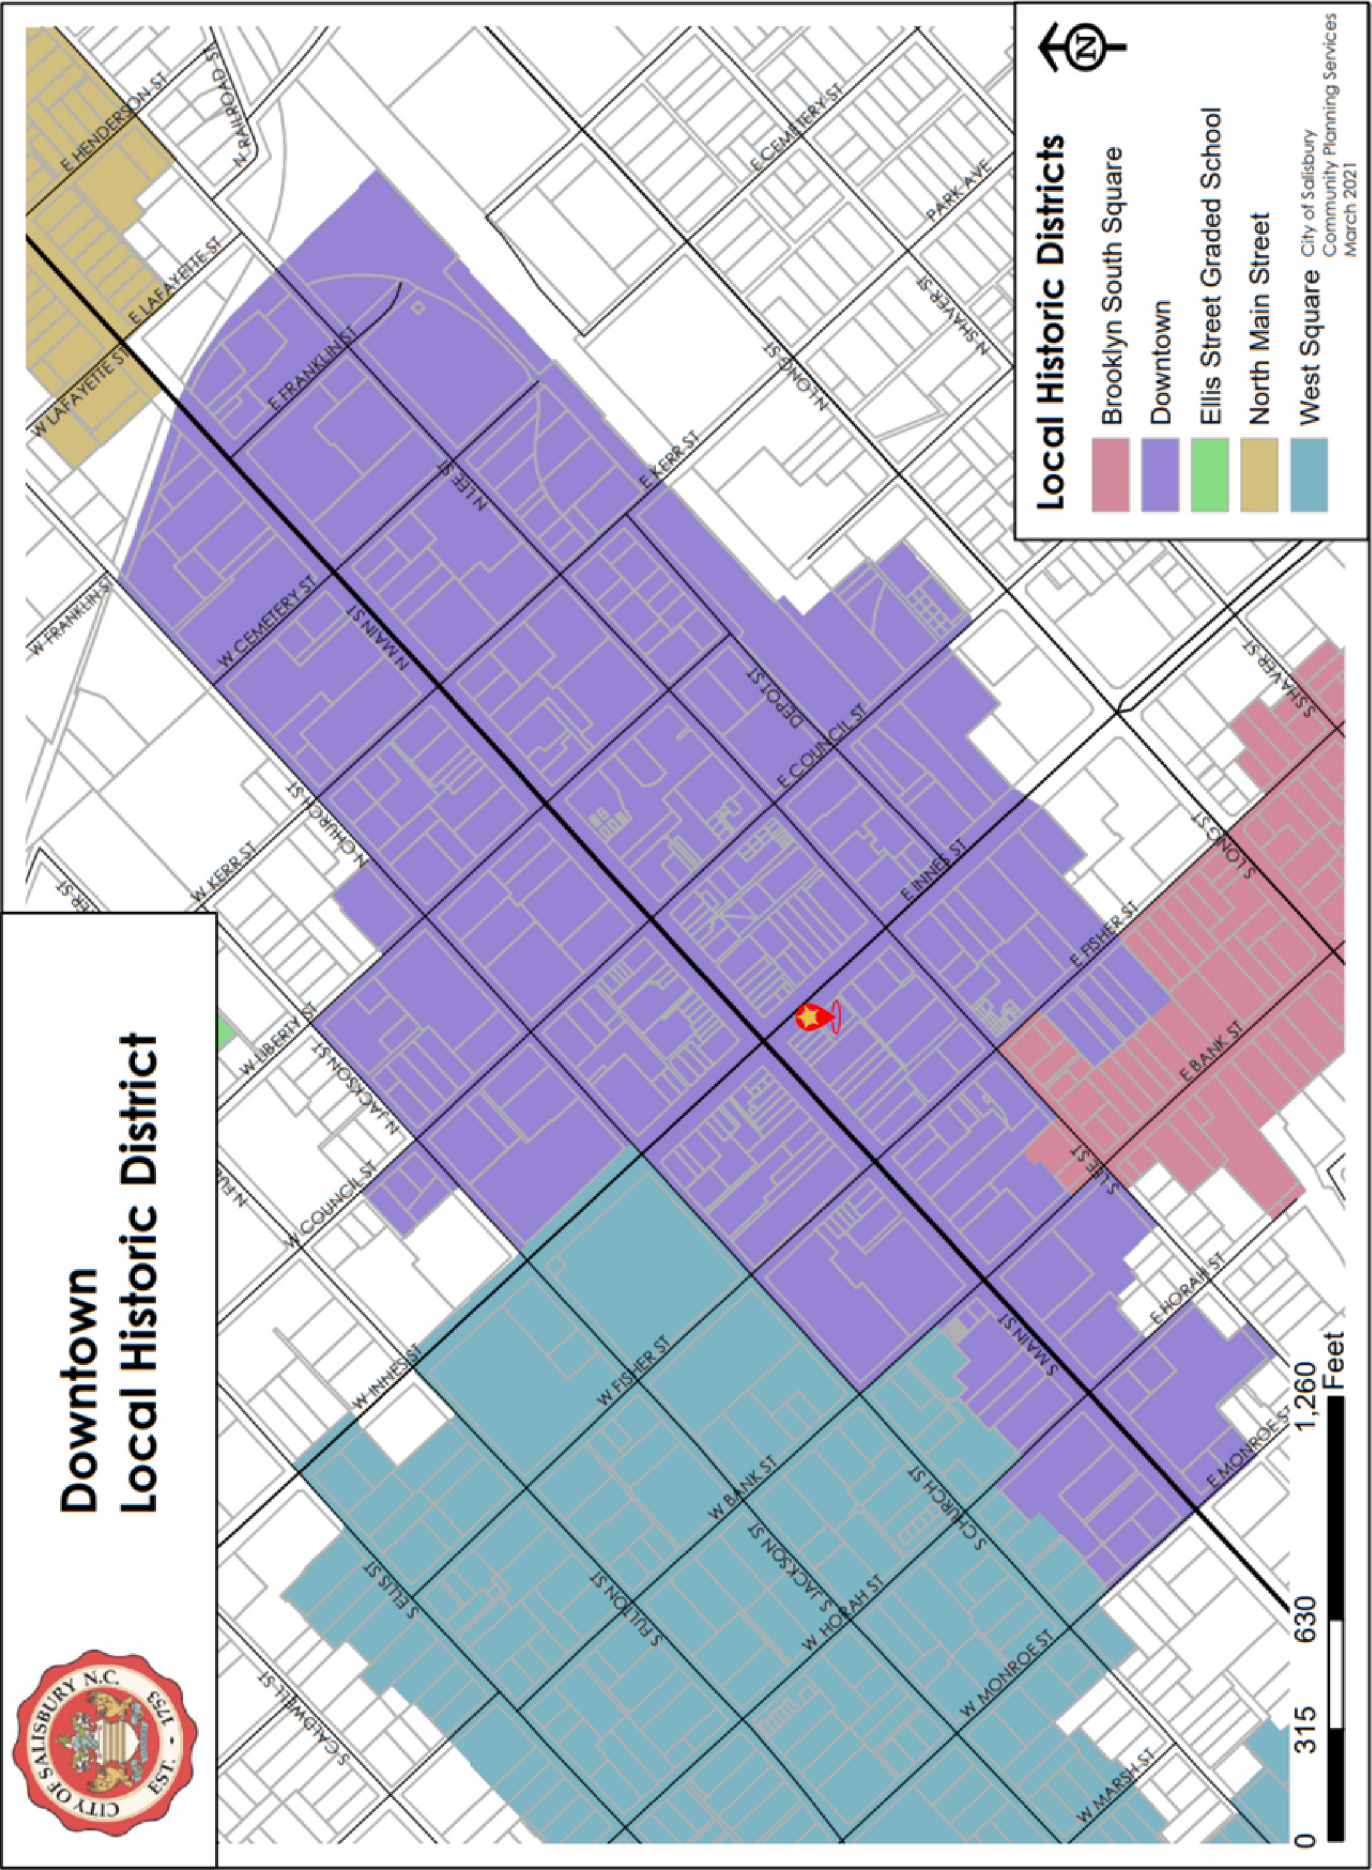 Downtown
Local Historic District
CITY OF SALISBURY N.C.
EST. - 1753
Local Historic Districts
Brooklyn South Square
Downtown
Ellis Street Graded School
North Main Street
West Square
City of Salisbury
Community Planning Services
March 2021
N
0 315 630 1,260
Feet
E HENDERSON ST
N RAILROAD ST
E LAFAYETTE ST
W LAFAYETTE ST
E FRANKLIN ST
W FRANKLIN ST
N LEE ST
E CEMETERY ST
PARK AVE
N SHAVER ST
N LONG ST
E KERR ST
W CEMETERY ST
N MAIN ST
DEPOT ST
E COUNCIL ST
N CHURCH ST
W KERR ST
ER ST
E INNES ST
S SHAVER ST
S LONG ST
E FISHER ST
W LIBERTY ST
N JACKSON ST
E BANK ST
S LEE ST
W COUNCIL ST
N FU
E HORAH ST
S MAIN ST
W INNES ST
W FISHER ST
E MONROE S
W BANK ST
S CHURCH ST
S JACKSON ST
S ELLIS ST
S FULTON ST
W HORAH ST
W MONROE ST
S CALDWELL ST
W MARSH ST